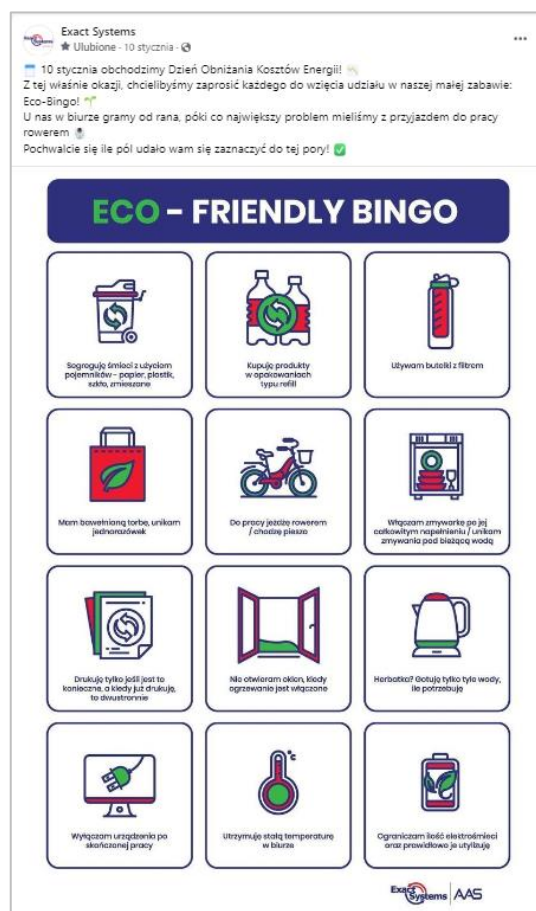 Exact Systems
Ulubione · 10 stycznia ·
10 stycznia obchodzimy Dzień Obniżania Kosztów Energii!
Z tej właśnie okazji, chcielibyśmy zaprosić każdego do wzięcia udziału w naszej małej zabawie:
Eco-Bingo!
U nas w biurze gramy od rana, póki co największy problem mieliśmy z przyjazdem do pracy
rowerem
Pochwalcie się ile pól udało wam się zaznaczyć do tej pory!
ECO - FRIENDLY BINGO
Segreguję śmieci z użyciem
pojemników - papier, plastik,
szkło, zmieszane
Kupuję produkty
w opakowaniach
typu refill
Używam butelki z filtrem
Mam bawełnianą torbę, unikam
jednorazówek
Do pracy jeżdżę rowerem
/ chodzę pieszo
Włączam zmywarkę po jej
całkowitym napełnieniu / unikam
zmywania pod bieżącą wodą
Drukuję tylko jeśli jest to
konieczne, a kiedy już drukuję,
to dwustronnie
Nie otwieram okien, kiedy
ogrzewanie jest włączone
Herbatka? Gotuję tylko tyle wody,
ile potrzebuję
Wyłączam urządzenia po
skończonej pracy
°C
Utrzymuję stałą temperaturę
w biurze
Ograniczam ilość elektrośmieci
oraz prawidłowo je utylizuję
Exact Systems AAS